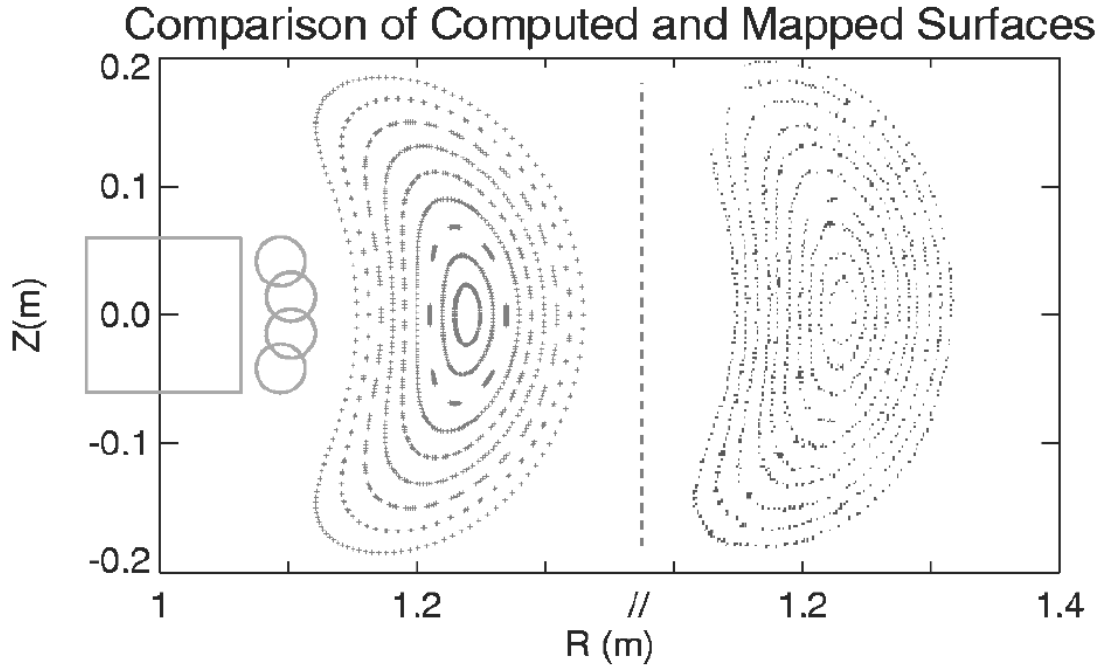 Comparison of Computed and Mapped Surfaces
0.2
0.1
0.0
-0.1
-0.2
Z(m)
1 1.2 // 1.2 1.4
R (m)